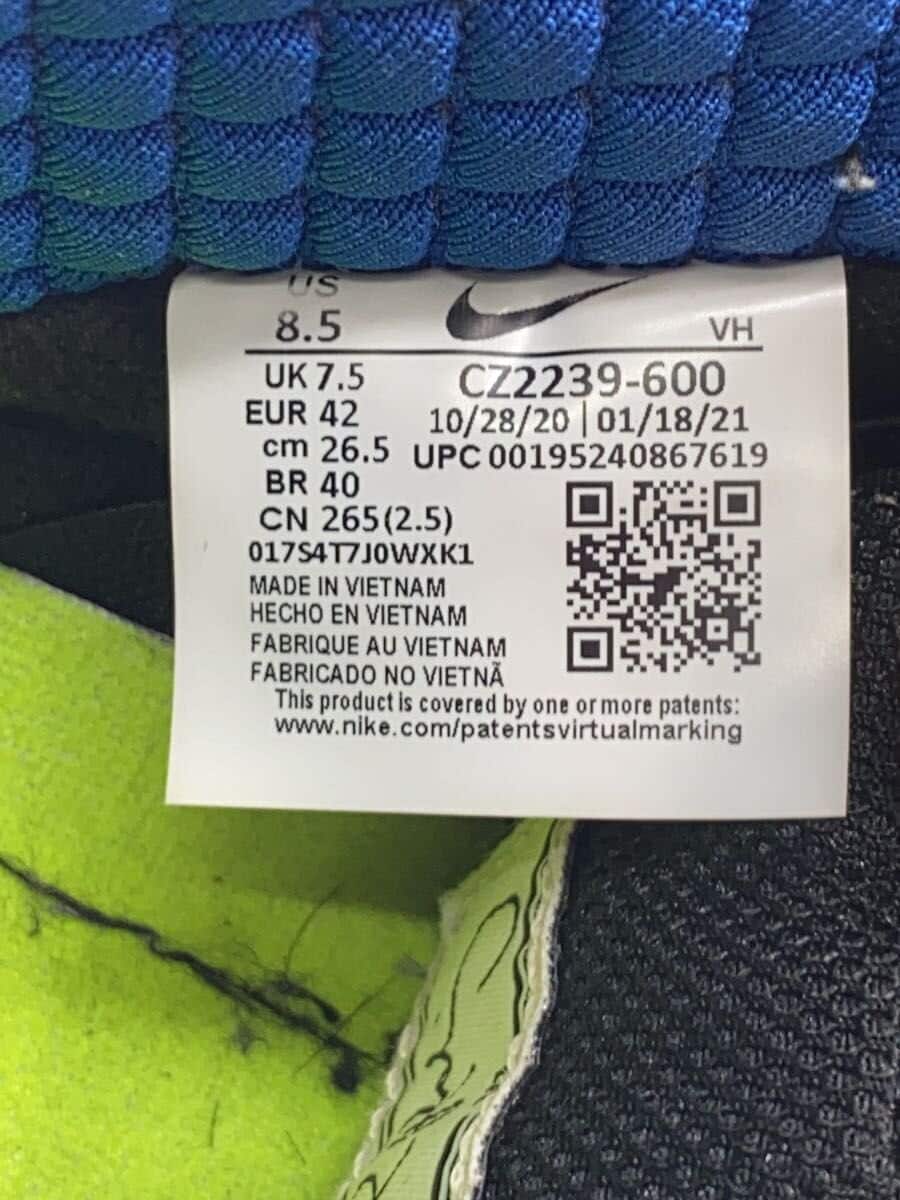 US
8.5
VH
UK 7.5
CZ2239-600
EUR 42
10/28/20 | 01/18/21
cm 26.5
UPC 00195240867619
BR 40
CN 265(2.5)
017S4T7J0WXK1
MADE IN VIETNAM
HECHO EN VIETNAM
FABRIQUE AU VIETNAM
FABRICADO NO VIETNÃ
This product is covered by one or more patents:
www.nike.com/patentsvirtualmarking